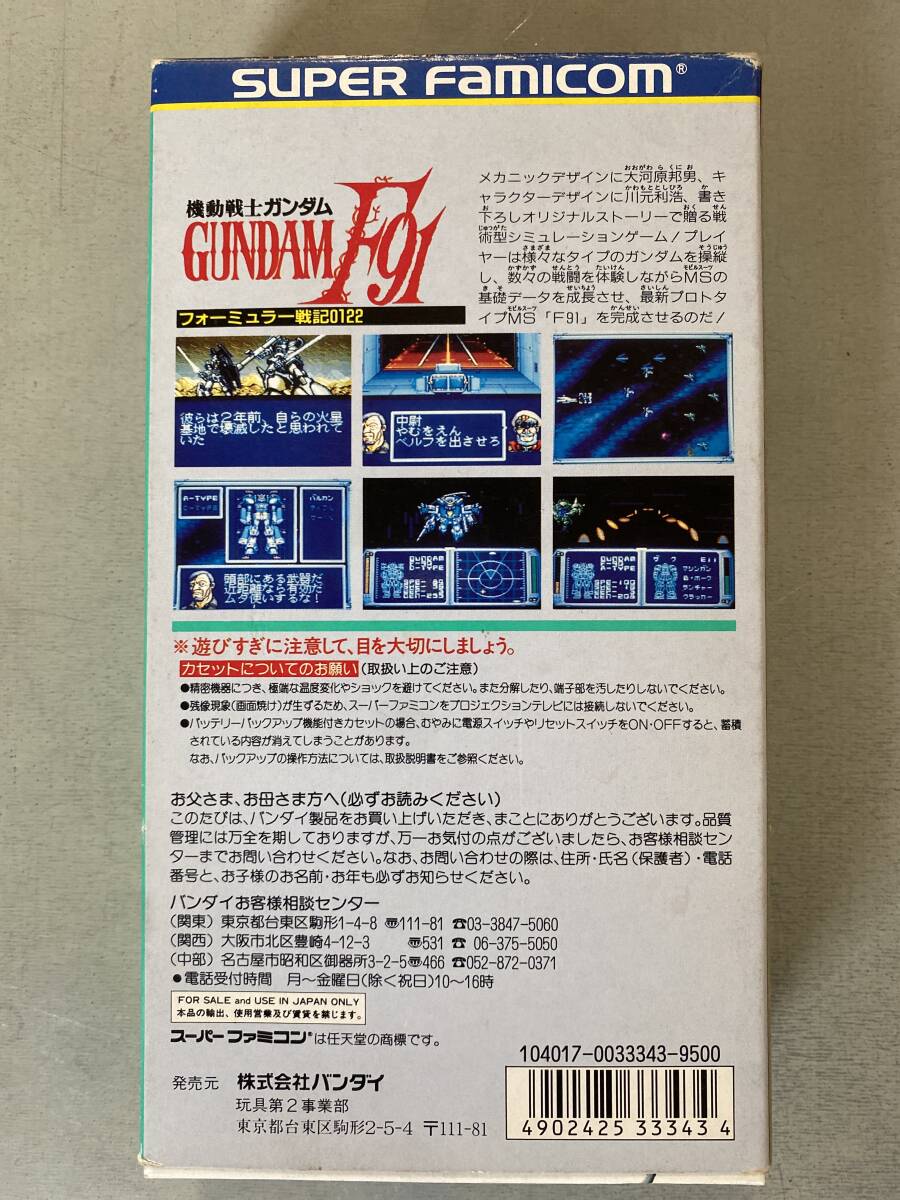 SUPER FAMICOM®
機動戦士ガンダム
GUNDAM F91
フォーミュラー戦記0122
メカニックデザインに大河原邦男、キ
ャラクターデザインに川元利浩、書き
下ろしオリジナルストーリーで贈る戦
術型シミュレーションゲーム!プレイ
ヤーは様々なタイプのガンダムを操縦
し、数々の戦闘を体験しながらMSの
基礎データを成長させ、最新プロトタ
イプMS「F91」を完成させるのだ!
彼らは2年前、自らの火星
基地で壊滅したと思われて
いた
中尉
やむをえん
ベルフを出させろ
A-TYPE
C-TYPE
バルカン
頭部にある武器だ
近距離なら有効だ
ムダ使いするな!
GUNDAM
A-TYPE
GUNDAM
A-TYPE
マシンガン
ランチャー
クラッカー
※遊びすぎに注意して、目を大切にしましょう。
カセットについてのお願い(取扱い上のご注意)
●精密機器につき、極端な温度変化やショックを避けてください。また分解したり、端子部を汚したりしないでください。
●残像現象(画面焼け)が生ずるため、スーパーファミコンをプロジェクションテレビには接続しないでください。
●バッテリーバックアップ機能付きカセットの場合、むやみに電源スイッチやリセットスイッチをON・OFFすると、蓄積
されている内容が消えてしまうことがあります。
なお、バックアップの操作方法については、取扱説明書をご参照ください。
お父さま、お母さま方へ(必ずお読みください)
このたびは、バンダイ製品をお買い上げいただき、まことにありがとうございます。品質
管理には万全を期しておりますが、万一お気付の点がございましたら、お客様相談セン
ターまでお問い合わせください。なお、お問い合わせの際は、住所・氏名(保護者)・電話
番号と、お子様のお名前・お年も必ずお知らせください。
バンダイお客様相談センター
(関東) 東京都台東区駒形1-4-8 〠111-81 ☎03-3847-5060
(関西) 大阪市北区豊崎4-12-3 〠531 ☎ 06-375-5050
(中部) 名古屋市昭和区御器所3-2-5 〠466 ☎052-872-0371
●電話受付時間 月〜金曜日(除く祝日)10〜16時
FOR SALE and USE IN JAPAN ONLY
本品の輸出、使用営業及び賃貸を禁じます。
スーパーファミコン®は任天堂の商標です。
104017-0033343-9500
発売元 株式会社バンダイ
玩具第2事業部
東京都台東区駒形2-5-4 〒111-81
4902425 333434